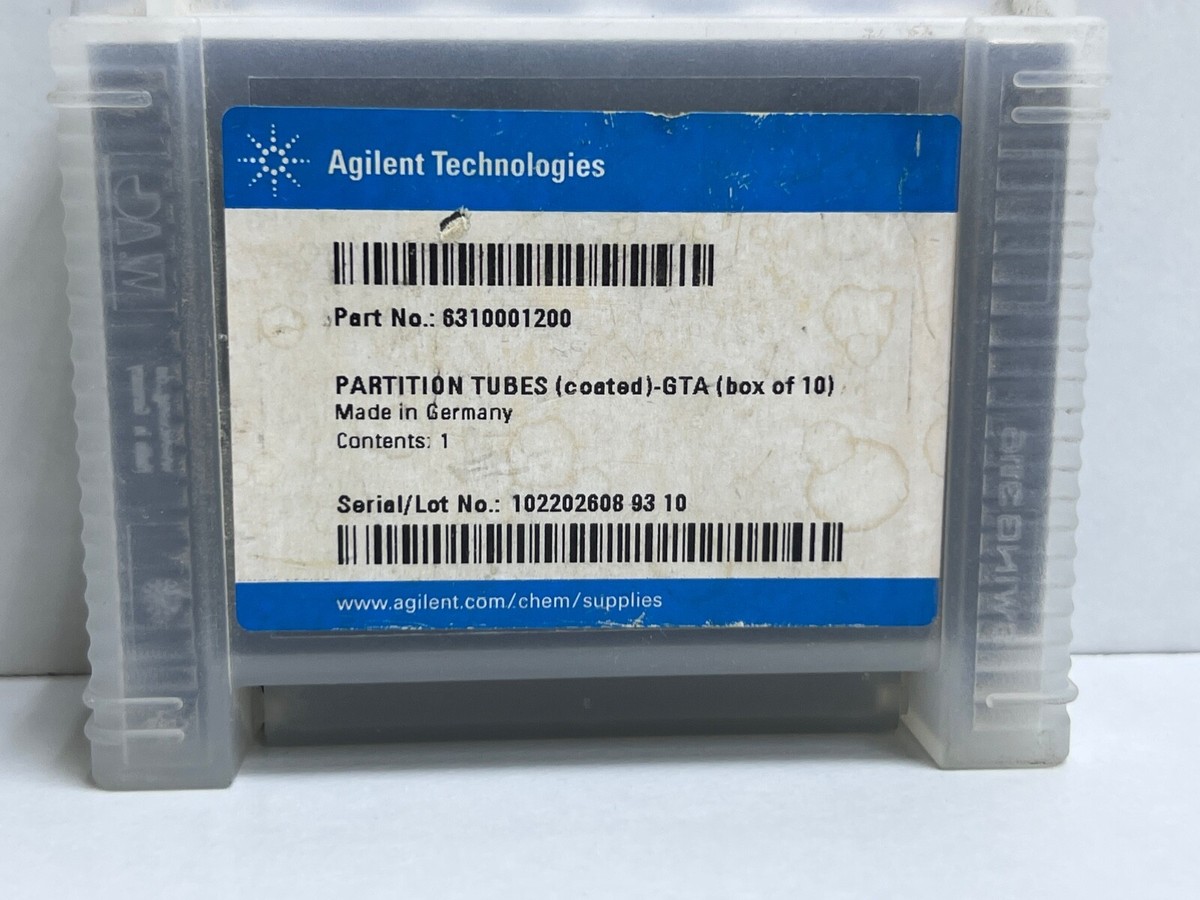 Agilent Technologies
Part No.: 6310001200
PARTITION TUBES (coated)-GTA (box of 10)
Made in Germany
Contents: 1
Serial/Lot No.: 102202608 93 10
www.agilent.com/chem/supplies